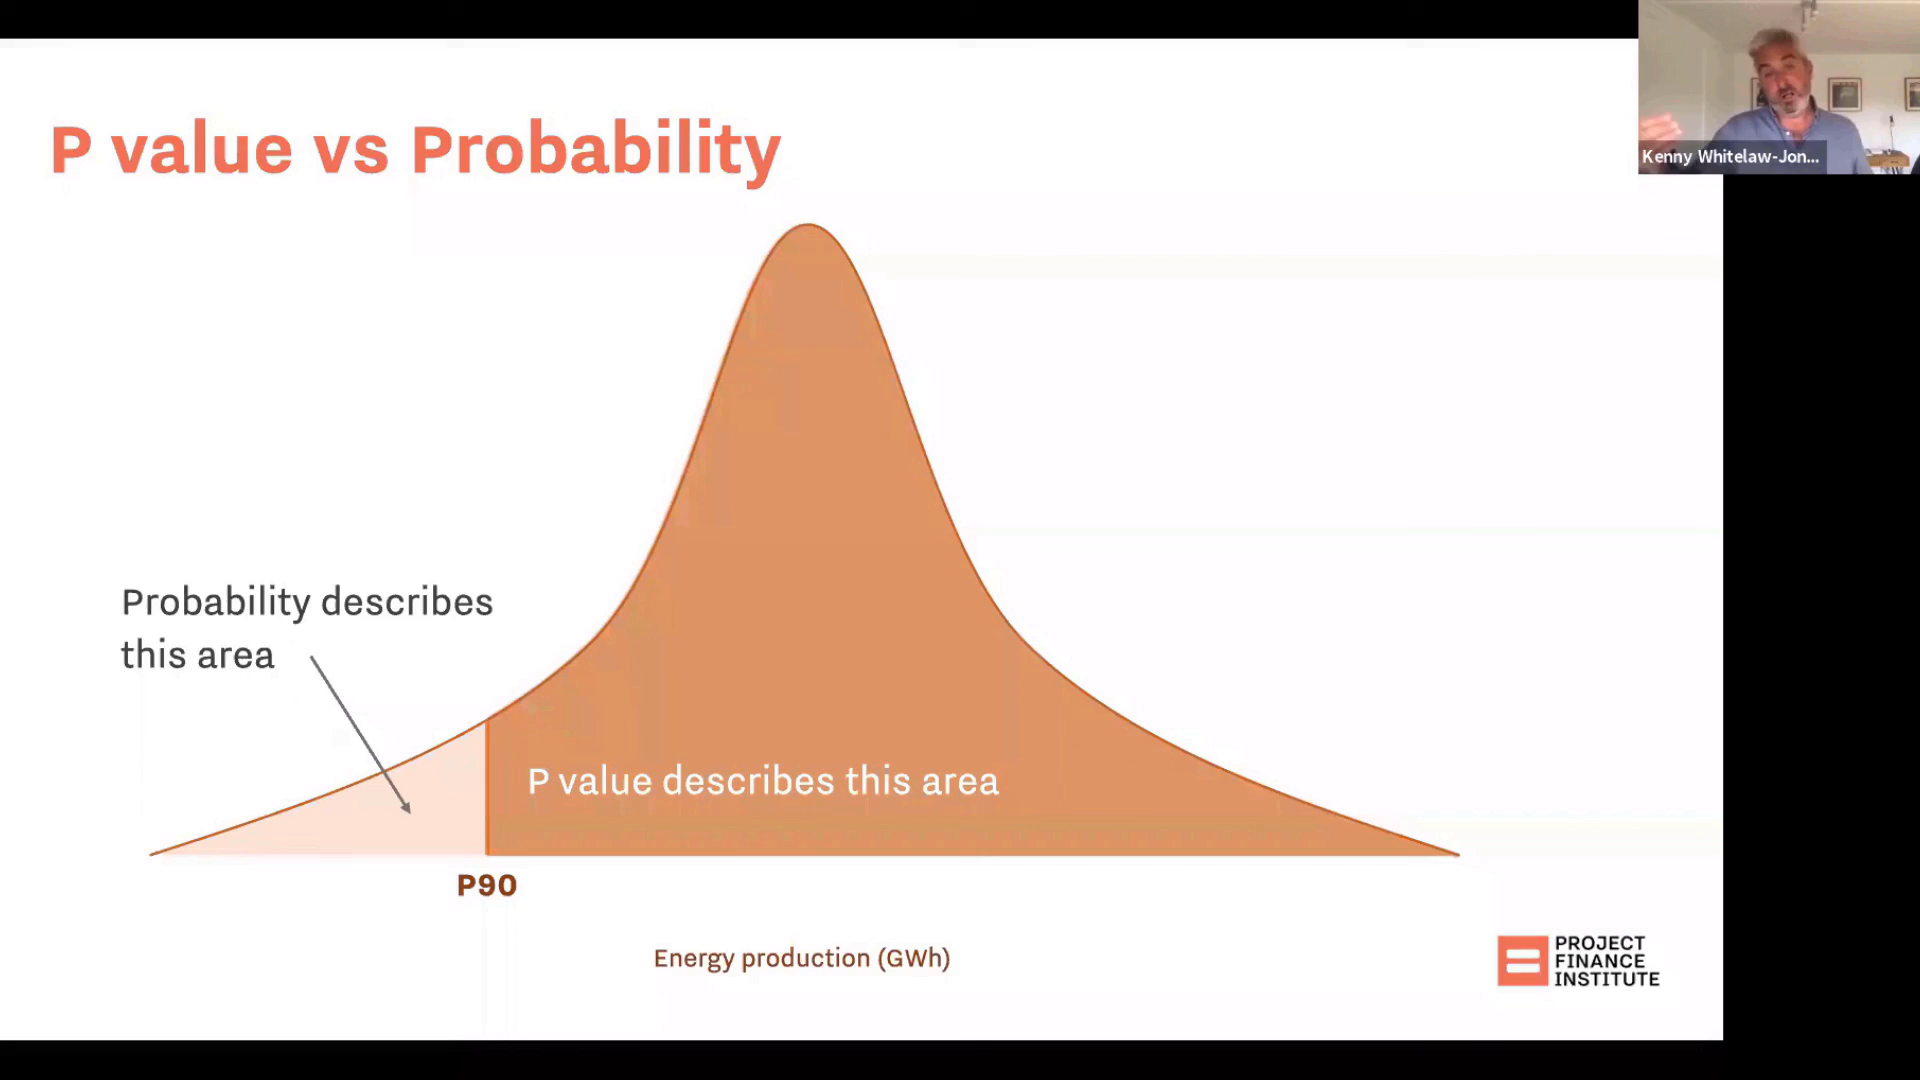 P value vs Probability
Kenny Whitelaw-Jon...
Probability describes
this area
P value describes this area
P90
Energy production (GWh)
PROJECT
FINANCE
INSTITUTE